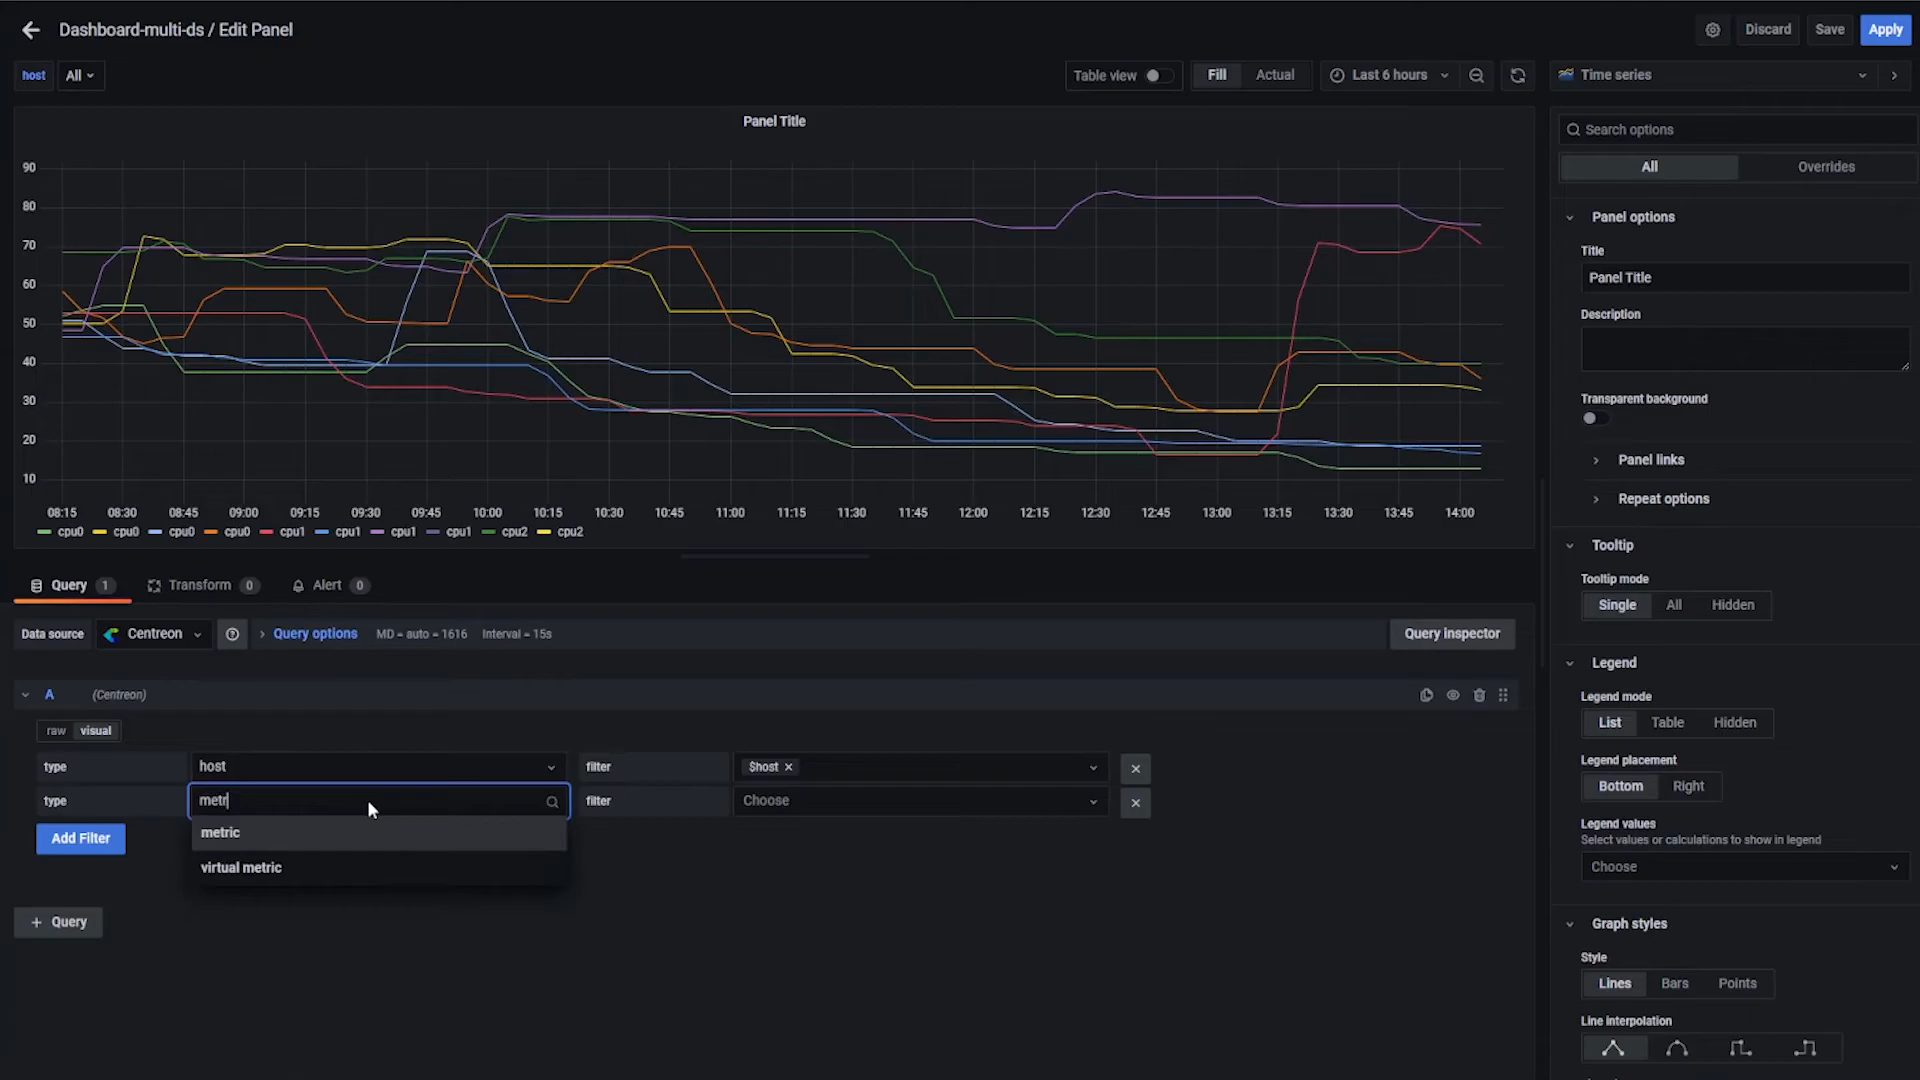 Dashboard-multi-ds / Edit Panel
Discard
Save
Apply
host
All
Table view
Fill
Actual
Last 6 hours
Time series
Panel Title
Search options
All
Overrides
90
80
70
60
50
40
30
20
10
08:15 08:30 08:45 09:00 09:15 09:30 09:45 10:00 10:15 10:30 10:45 11:00 11:15 11:30 11:45 12:00 12:15 12:30 12:45 13:00 13:15 13:30 13:45 14:00
cpu0 cpu0 cpu0 cpu0 cpu1 cpu1 cpu1 cpu1 cpu2 cpu2
Panel options
Title
Panel Title
Description
Transparent background
Panel links
Repeat options
Tooltip
Tooltip mode
Single All Hidden
Legend
Legend mode
List Table Hidden
Legend placement
Bottom Right
Legend values
Select values or calculations to show in legend
Choose
Graph styles
Style
Lines Bars Points
Line interpolation
Query 1
Transform 0
Alert 0
Data source
Centreon
Query options
MD = auto = 1616
Interval = 15s
Query inspector
A (Centreon)
raw visual
type host filter $host
type metr filter Choose
metric
virtual metric
Add Filter
+ Query